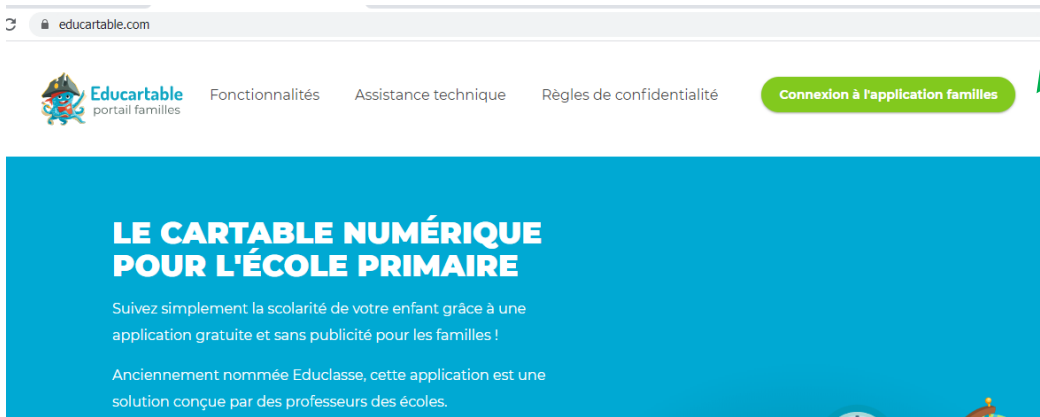 educartable.com
Educartable
portail familles
Fonctionnalités
Assistance technique
Règles de confidentialité
Connexion à l'application familles
LE CARTABLE NUMÉRIQUE
POUR L'ÉCOLE PRIMAIRE
Suivez simplement la scolarité de votre enfant grâce à une
application gratuite et sans publicité pour les familles !
Anciennement nommée Educlasse, cette application est une
solution conçue par des professeurs des écoles.